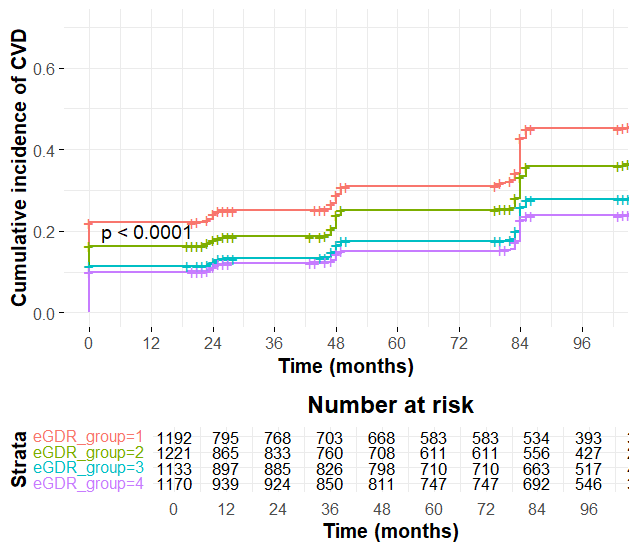 Cumulative incidence of CVD
0.6
0.4
0.2
0.0
p < 0.0001
0 12 24 36 48 60 72 84 96
Time (months)
Number at risk
Strata
eGDR_group=1 1192 795 768 703 668 583 583 534 393
eGDR_group=2 1221 865 833 760 708 611 611 556 427
eGDR_group=3 1133 897 885 826 798 710 710 663 517
eGDR_group=4 1170 939 924 850 811 747 747 692 546
0 12 24 36 48 60 72 84 96
Time (months)